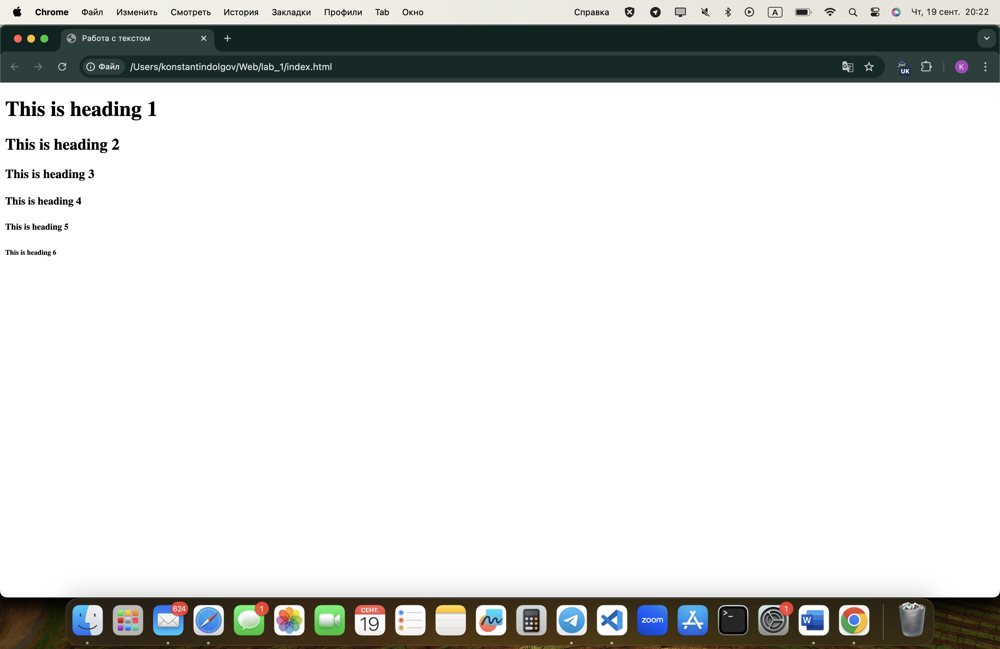 Chrome Файл Изменить Смотреть История Закладки Профили Tab Окно Справка A Чт, 19 сент. 20:22
Работа с текстом
Файл /Users/konstantindolgov/Web/lab_1/index.html UK K
This is heading 1
This is heading 2
This is heading 3
This is heading 4
This is heading 5
This is heading 6
624 1 СЕНТ. 1
19 zoom >_ W